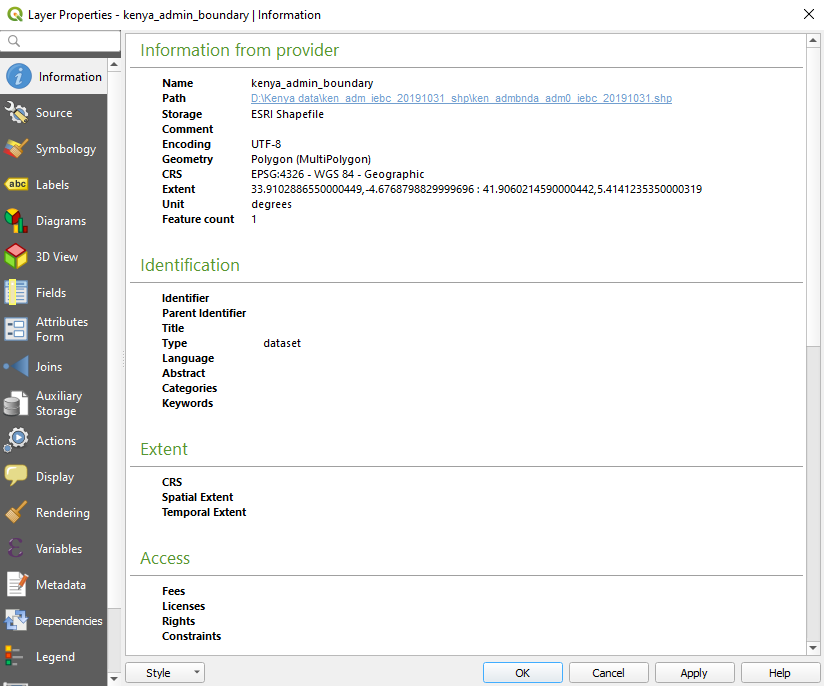 Layer Properties - kenya_admin_boundary | Information
Information
Source
Symbology
abc Labels
Diagrams
3D View
Fields
Attributes
Form
Joins
Auxiliary
Storage
Actions
Display
Rendering
Variables
Metadata
Dependencies
Legend
Information from provider
Name kenya_admin_boundary
Path D:\Kenya data\ken_adm_iebc_20191031_shp\ken_admbnda_adm0_iebc_20191031.shp
Storage ESRI Shapefile
Comment
Encoding UTF-8
Geometry Polygon (MultiPolygon)
CRS EPSG:4326 - WGS 84 - Geographic
Extent 33.9102886550000449,-4.6768798829999696 : 41.9060214590000442,5.4141235350000319
Unit degrees
Feature count 1
Identification
Identifier
Parent Identifier
Title
Type dataset
Language
Abstract
Categories
Keywords
Extent
CRS
Spatial Extent
Temporal Extent
Access
Fees
Licenses
Rights
Constraints
Style
OK
Cancel
Apply
Help